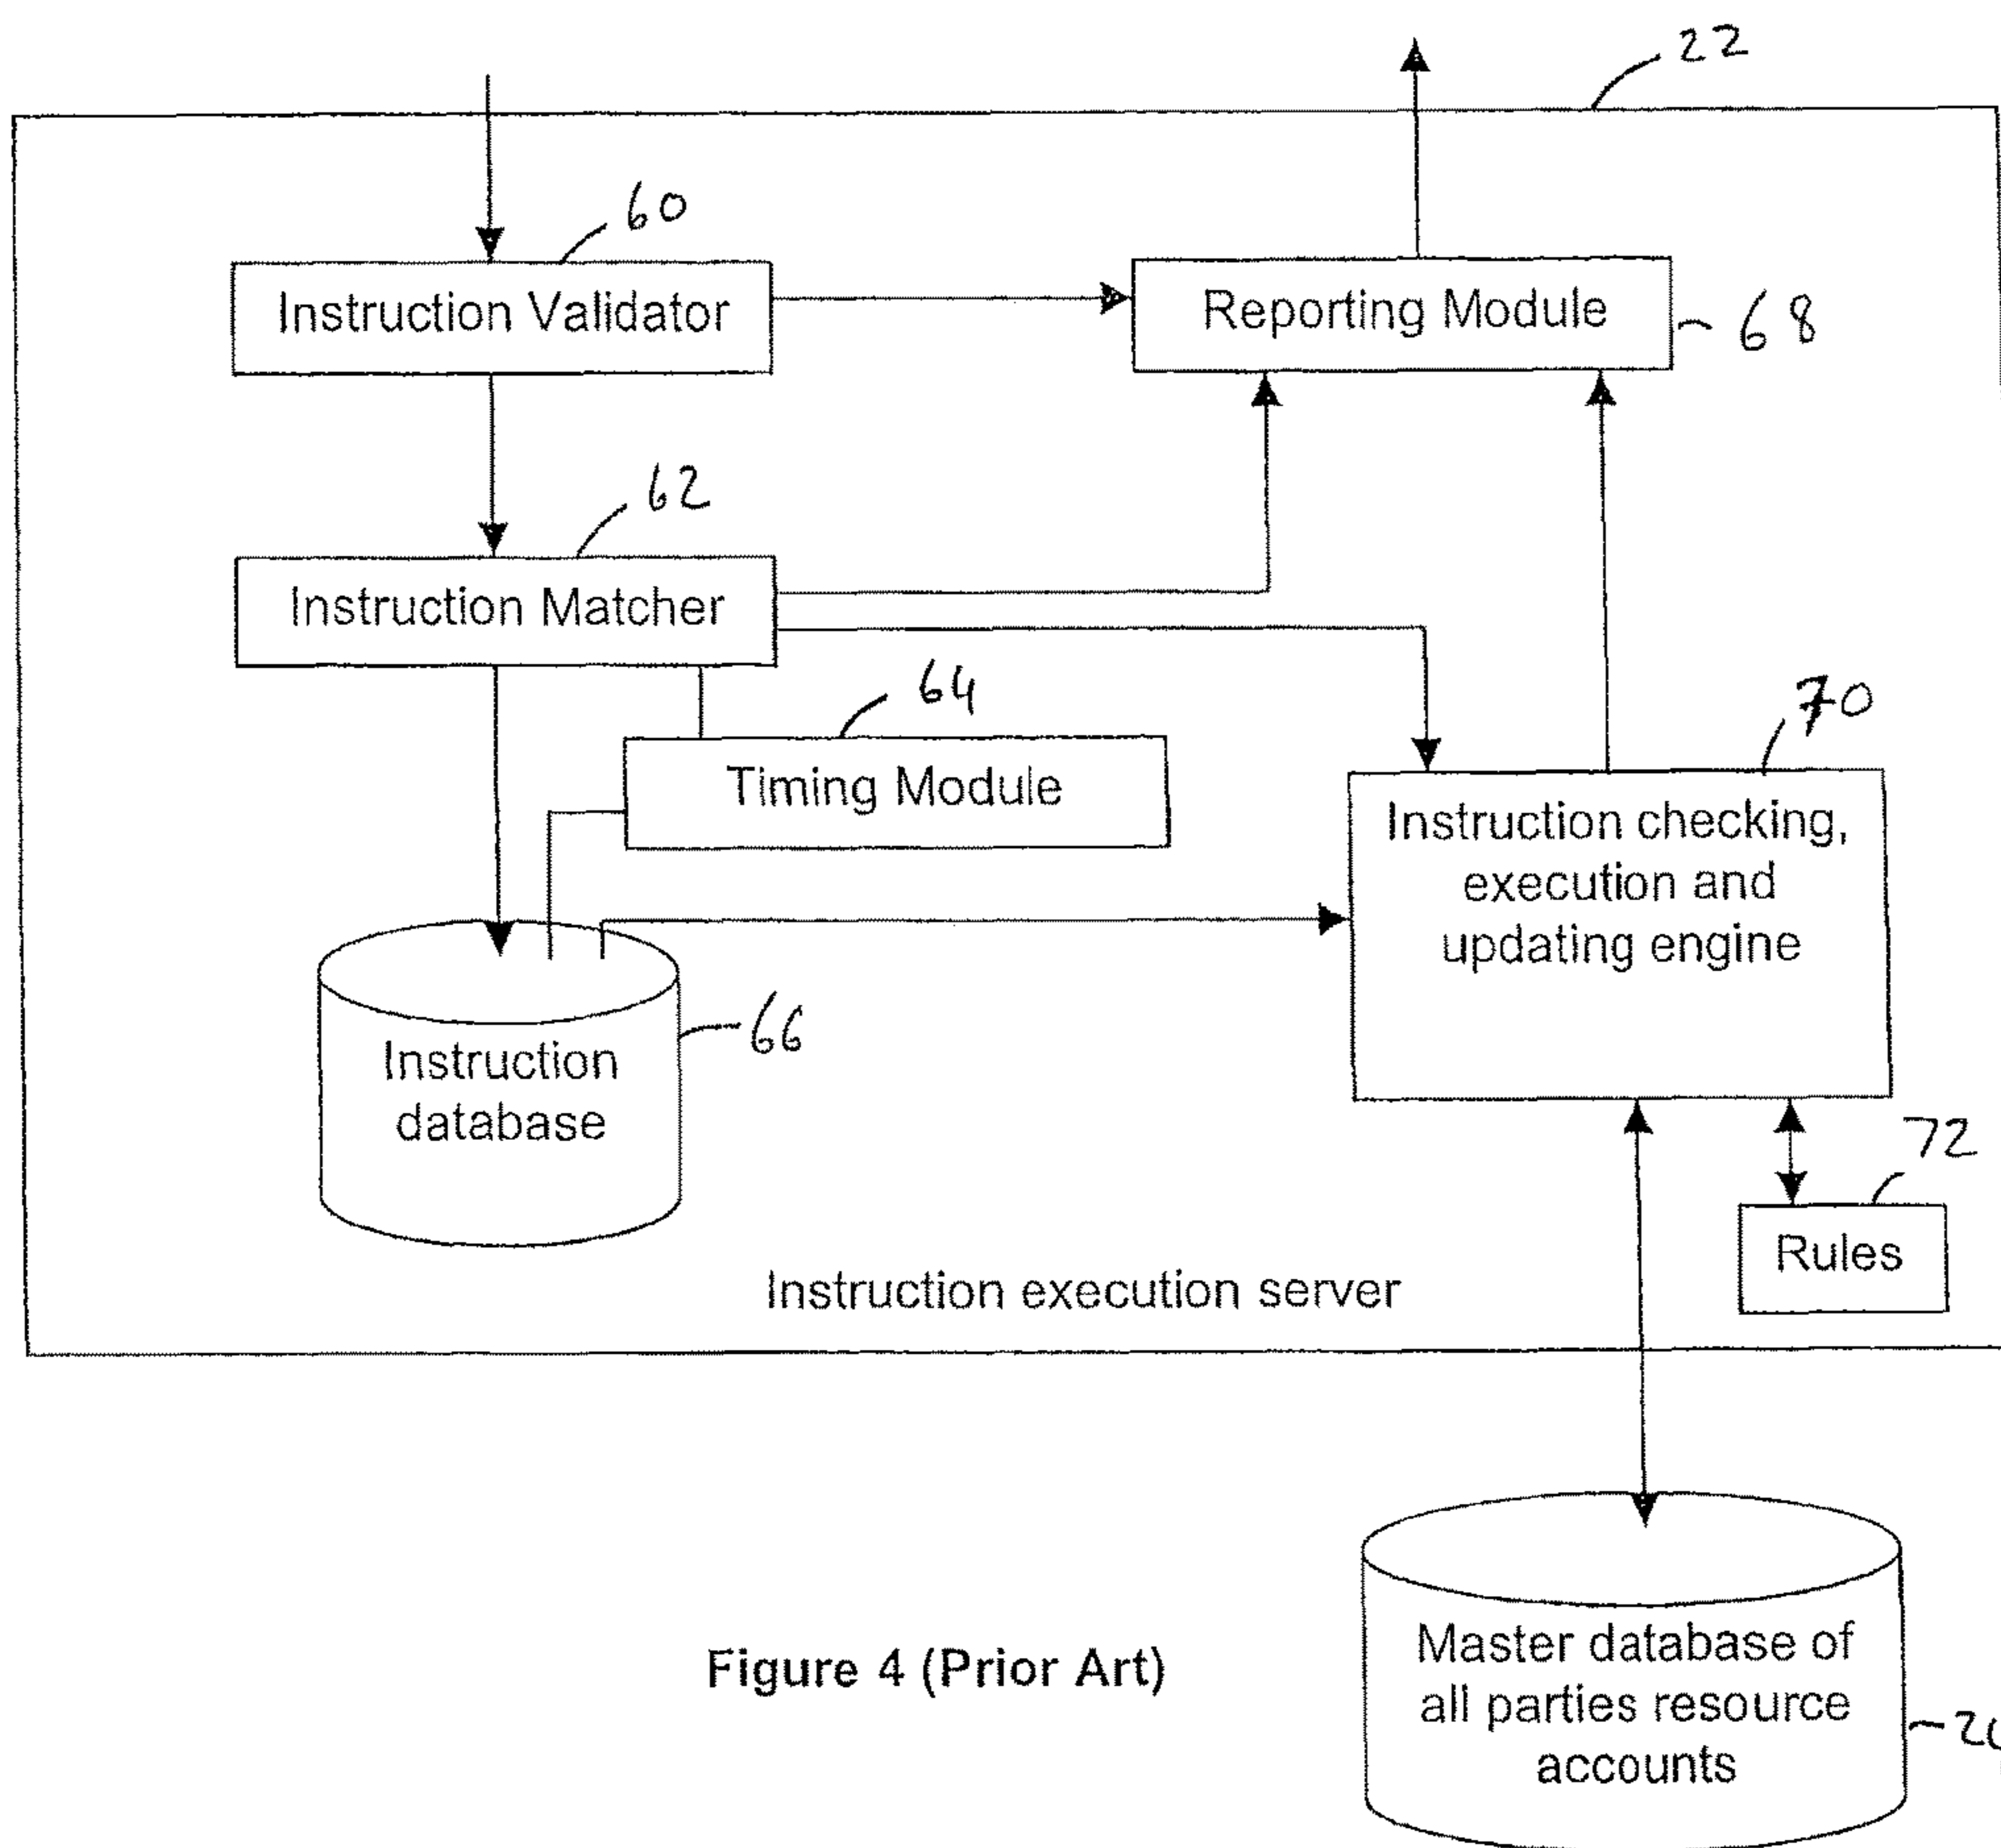 22
60
Instruction Validator
Reporting Module
68
62
Instruction Matcher
64
Timing Module
70
Instruction checking,
execution and
updating engine
66
Instruction
database
72
Rules
Instruction execution server
Master database of
all parties resource
accounts
Figure 4 (Prior Art)